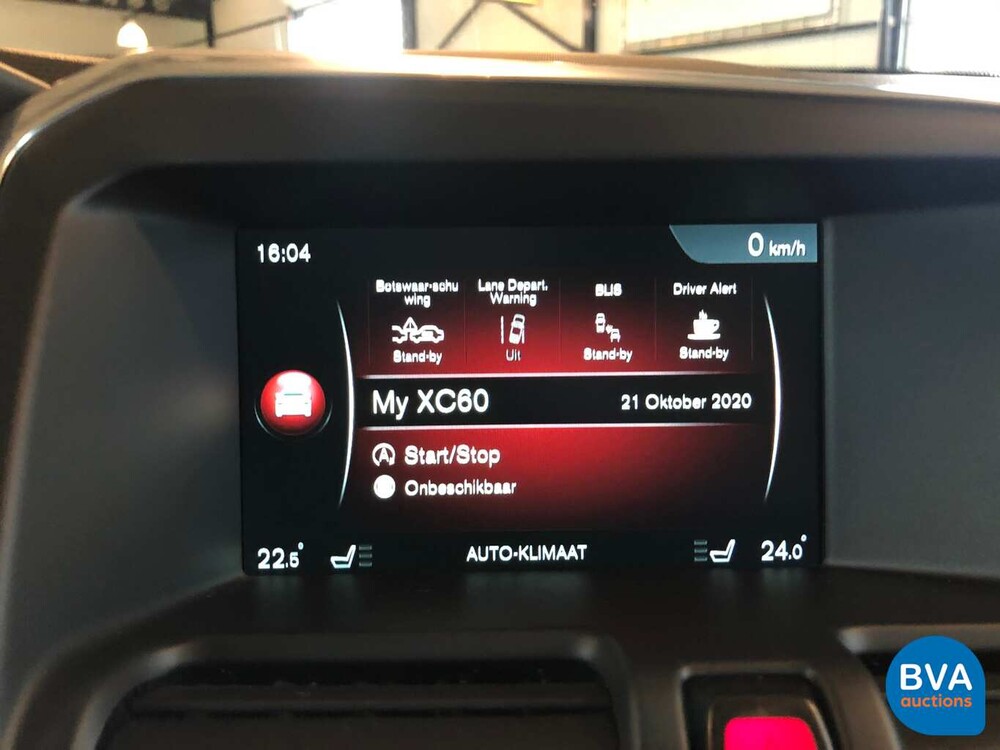 16:04
0 km/h
Botswaar-schu
wing
Stand-by
Lane Depart.
Warning
Uit
BLIS
Stand-by
Driver Alert
Stand-by
My XC60
21 Oktober 2020
Start/Stop
Onbeschikbaar
22.5°
AUTO-KLIMAAT
24.0°
BVA
auctions